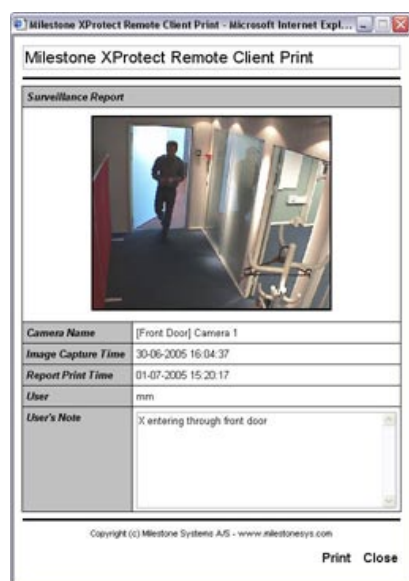 Milestone XProtect Remote Client Print - Microsoft Internet Expl...
Milestone XProtect Remote Client Print
Surveillance Report
Camera Name [Front Door] Camera 1
Image Capture Time 30-06-2005 16:04:37
Report Print Time 01-07-2005 15:20:17
User mm
User's Note X entering through front door
Copyright (c) Milestone Systems A/S - www.milestonesys.com
Print Close